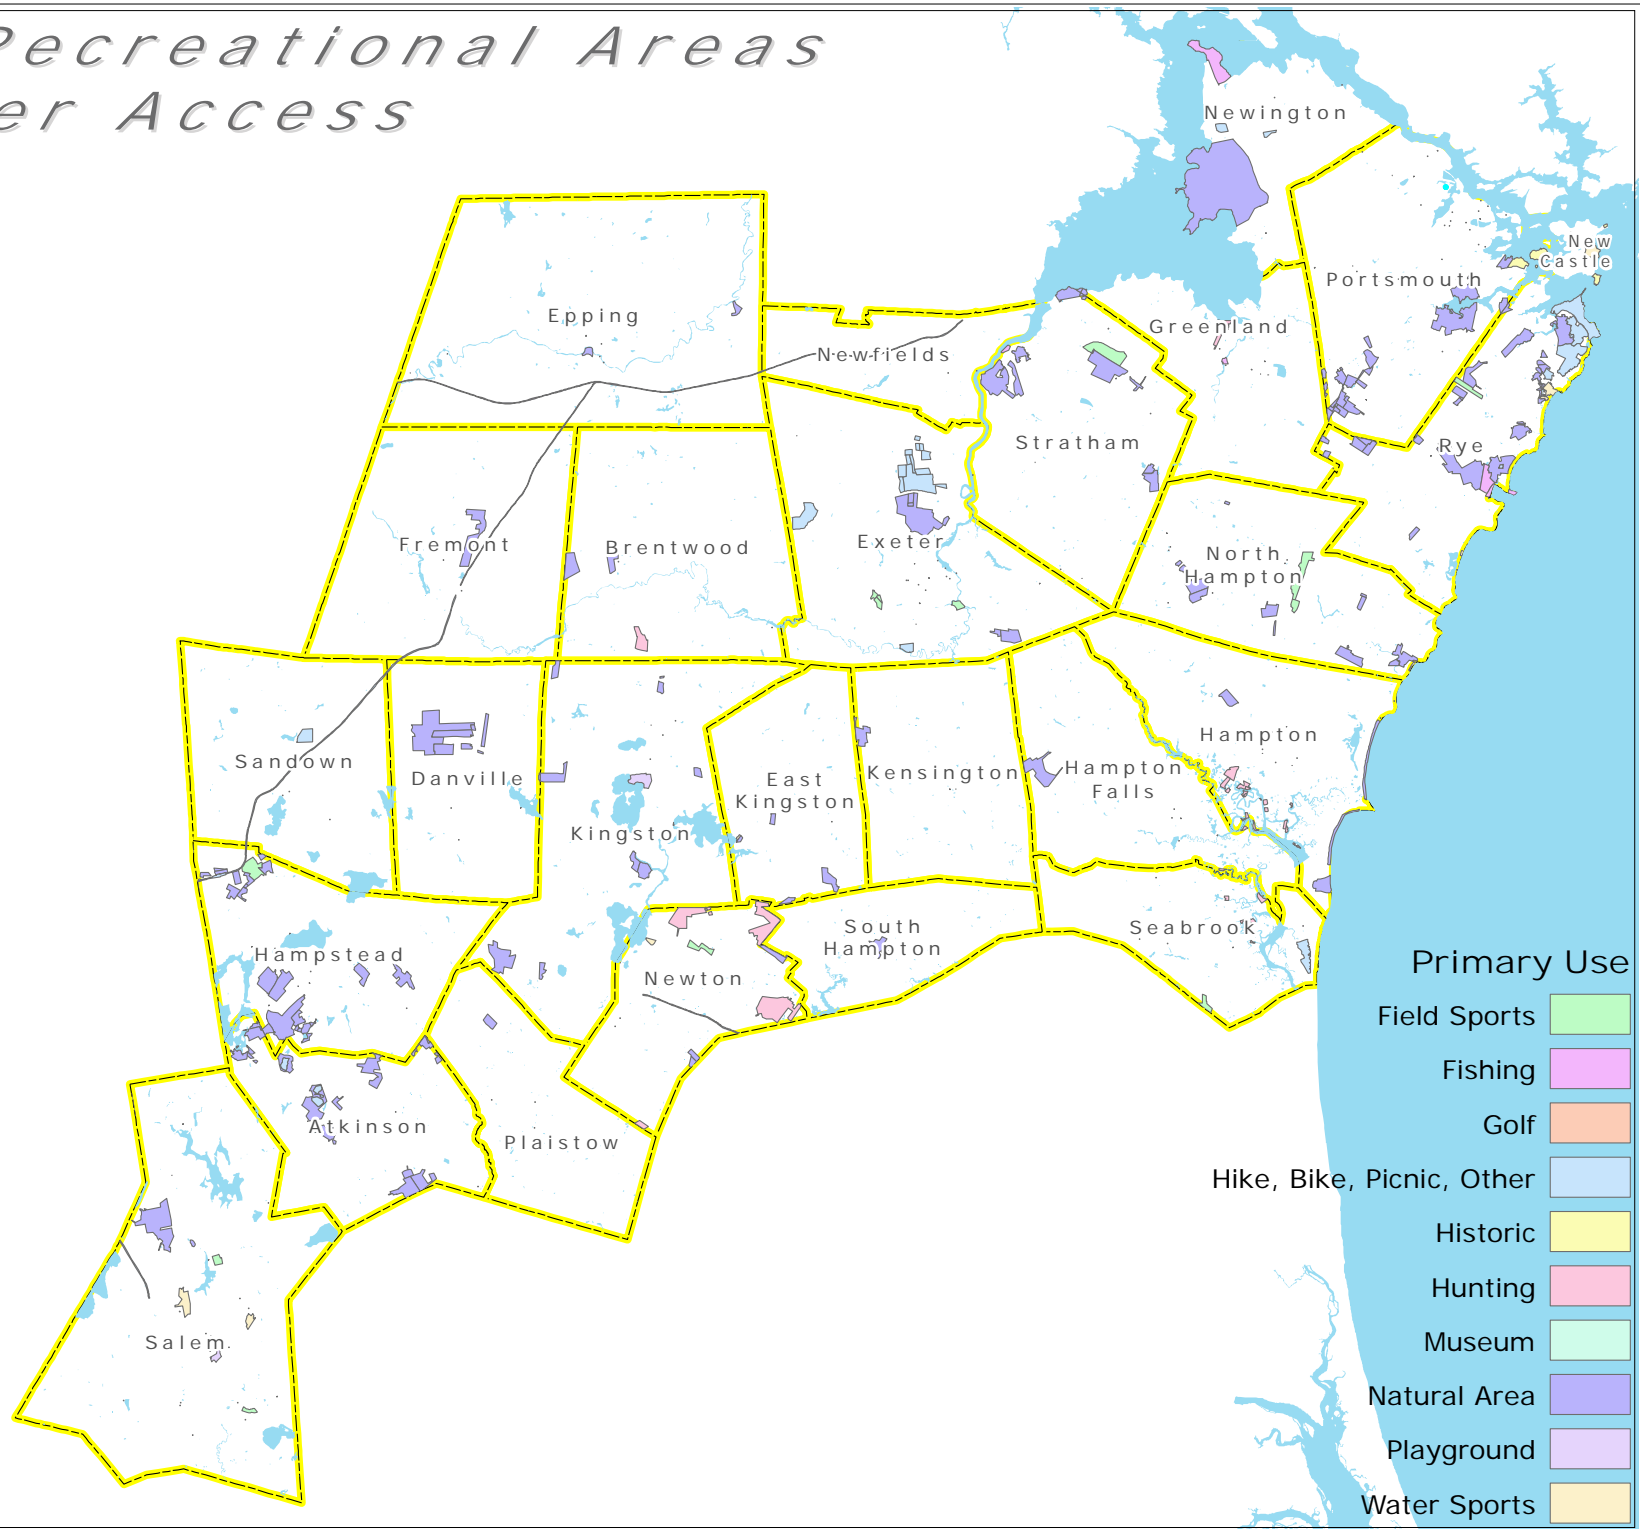 Recreational Areas
er Access
Newington
New
Castle
Portsmouth
Epping
Greenland
Newfields
Stratham
Rye
Fremont
Brentwood
Exeter
North
Hampton
Sandown
Danville
Hampton
East
Kingston
Kensington
Hampton
Falls
Kingston
South
Hampton
Seabrook
Hampstead
Newton
Atkinson
Plaistow
Salem
Primary Use
Field Sports
Fishing
Golf
Hike, Bike, Picnic, Other
Historic
Hunting
Museum
Natural Area
Playground
Water Sports